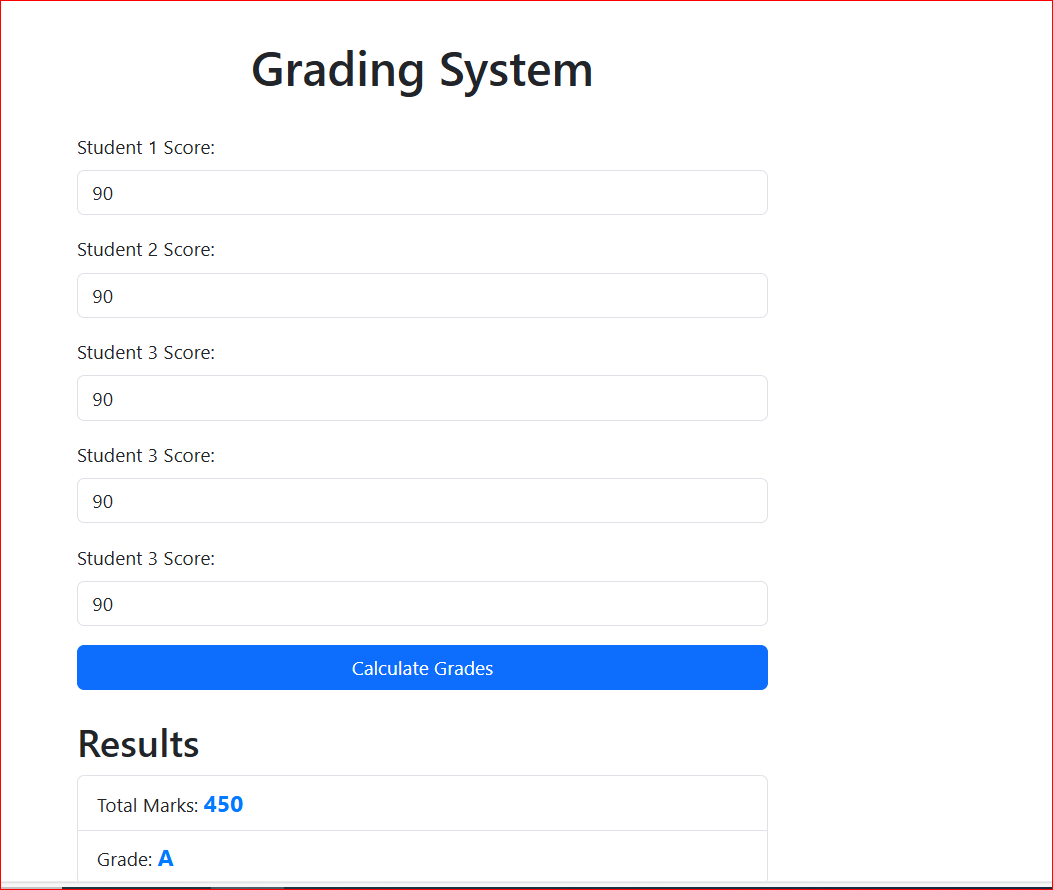 Grading System
Student 1 Score:
90
Student 2 Score:
90
Student 3 Score:
90
Student 3 Score:
90
Student 3 Score:
90
Calculate Grades
Results
Total Marks: 450
Grade: A